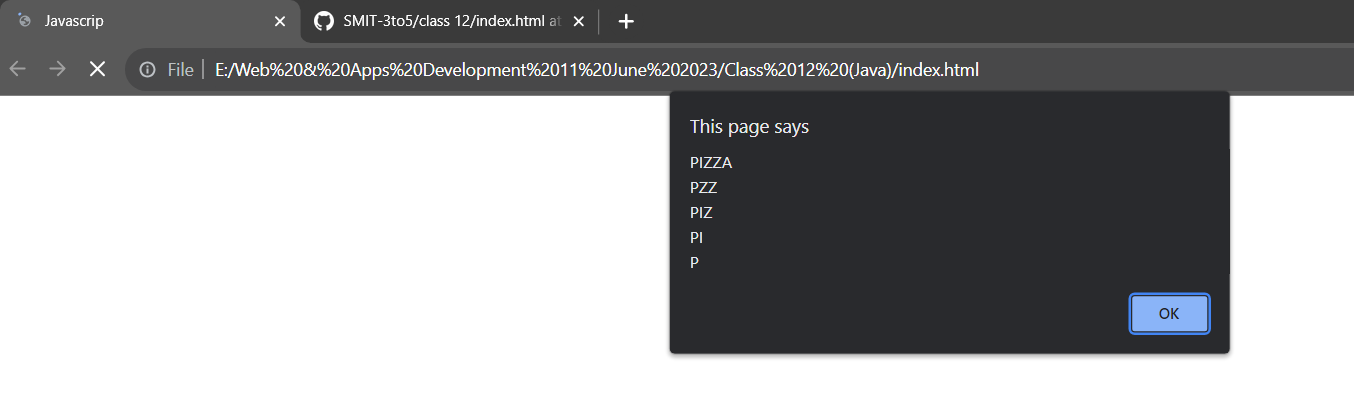 Javascrip
SMIT-3to5/class 12/index.html at
File
E:/Web%20&%20Apps%20Development%2011%20June%202023/Class%2012%20(Java)/index.html
This page says
PIZZA
PZZ
PIZ
PI
P
OK